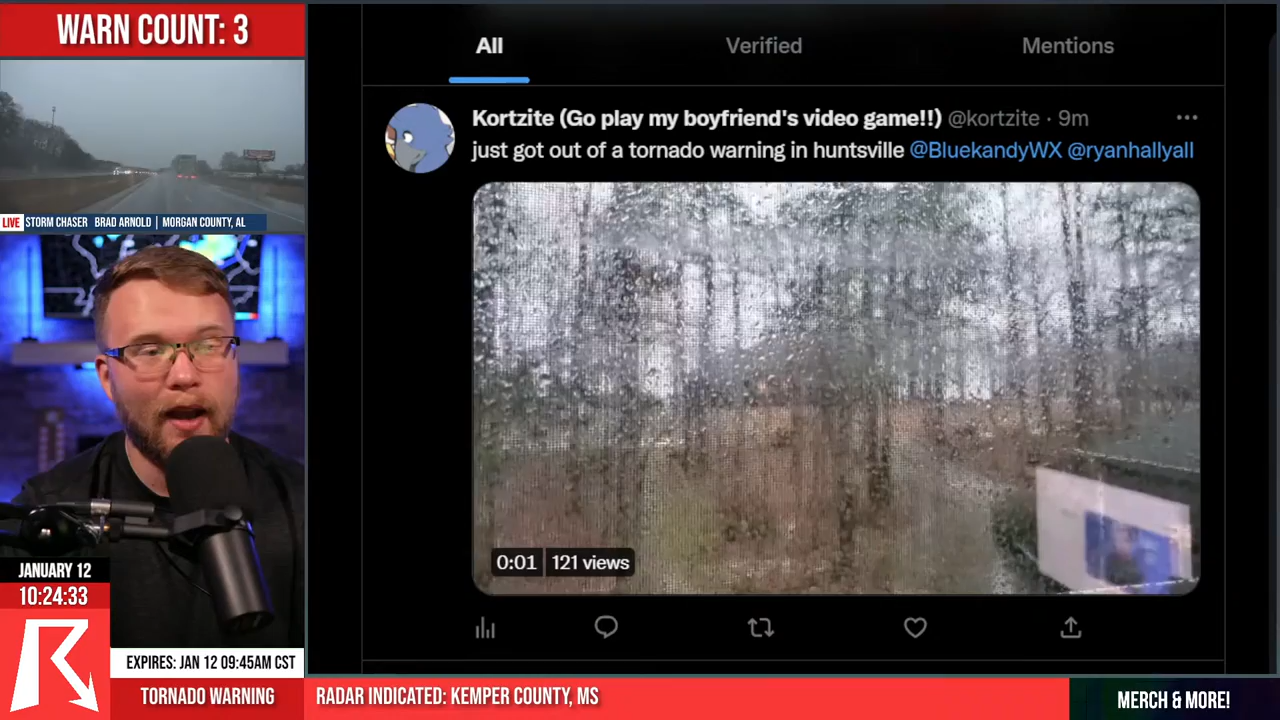 WARN COUNT: 3
LIVE STORM CHASER BRAD ARNOLD | MORGAN COUNTY, AL
JANUARY 12
10:24:33
EXPIRES: JAN 12 09:45AM CST
TORNADO WARNING
RADAR INDICATED: KEMPER COUNTY, MS
MERCH & MORE!
All Verified Mentions
Kortzite (Go play my boyfriend's video game!!) @kortzite · 9m
just got out of a tornado warning in huntsville @BluekandyWX @ryanhallyall
0:01 121 views